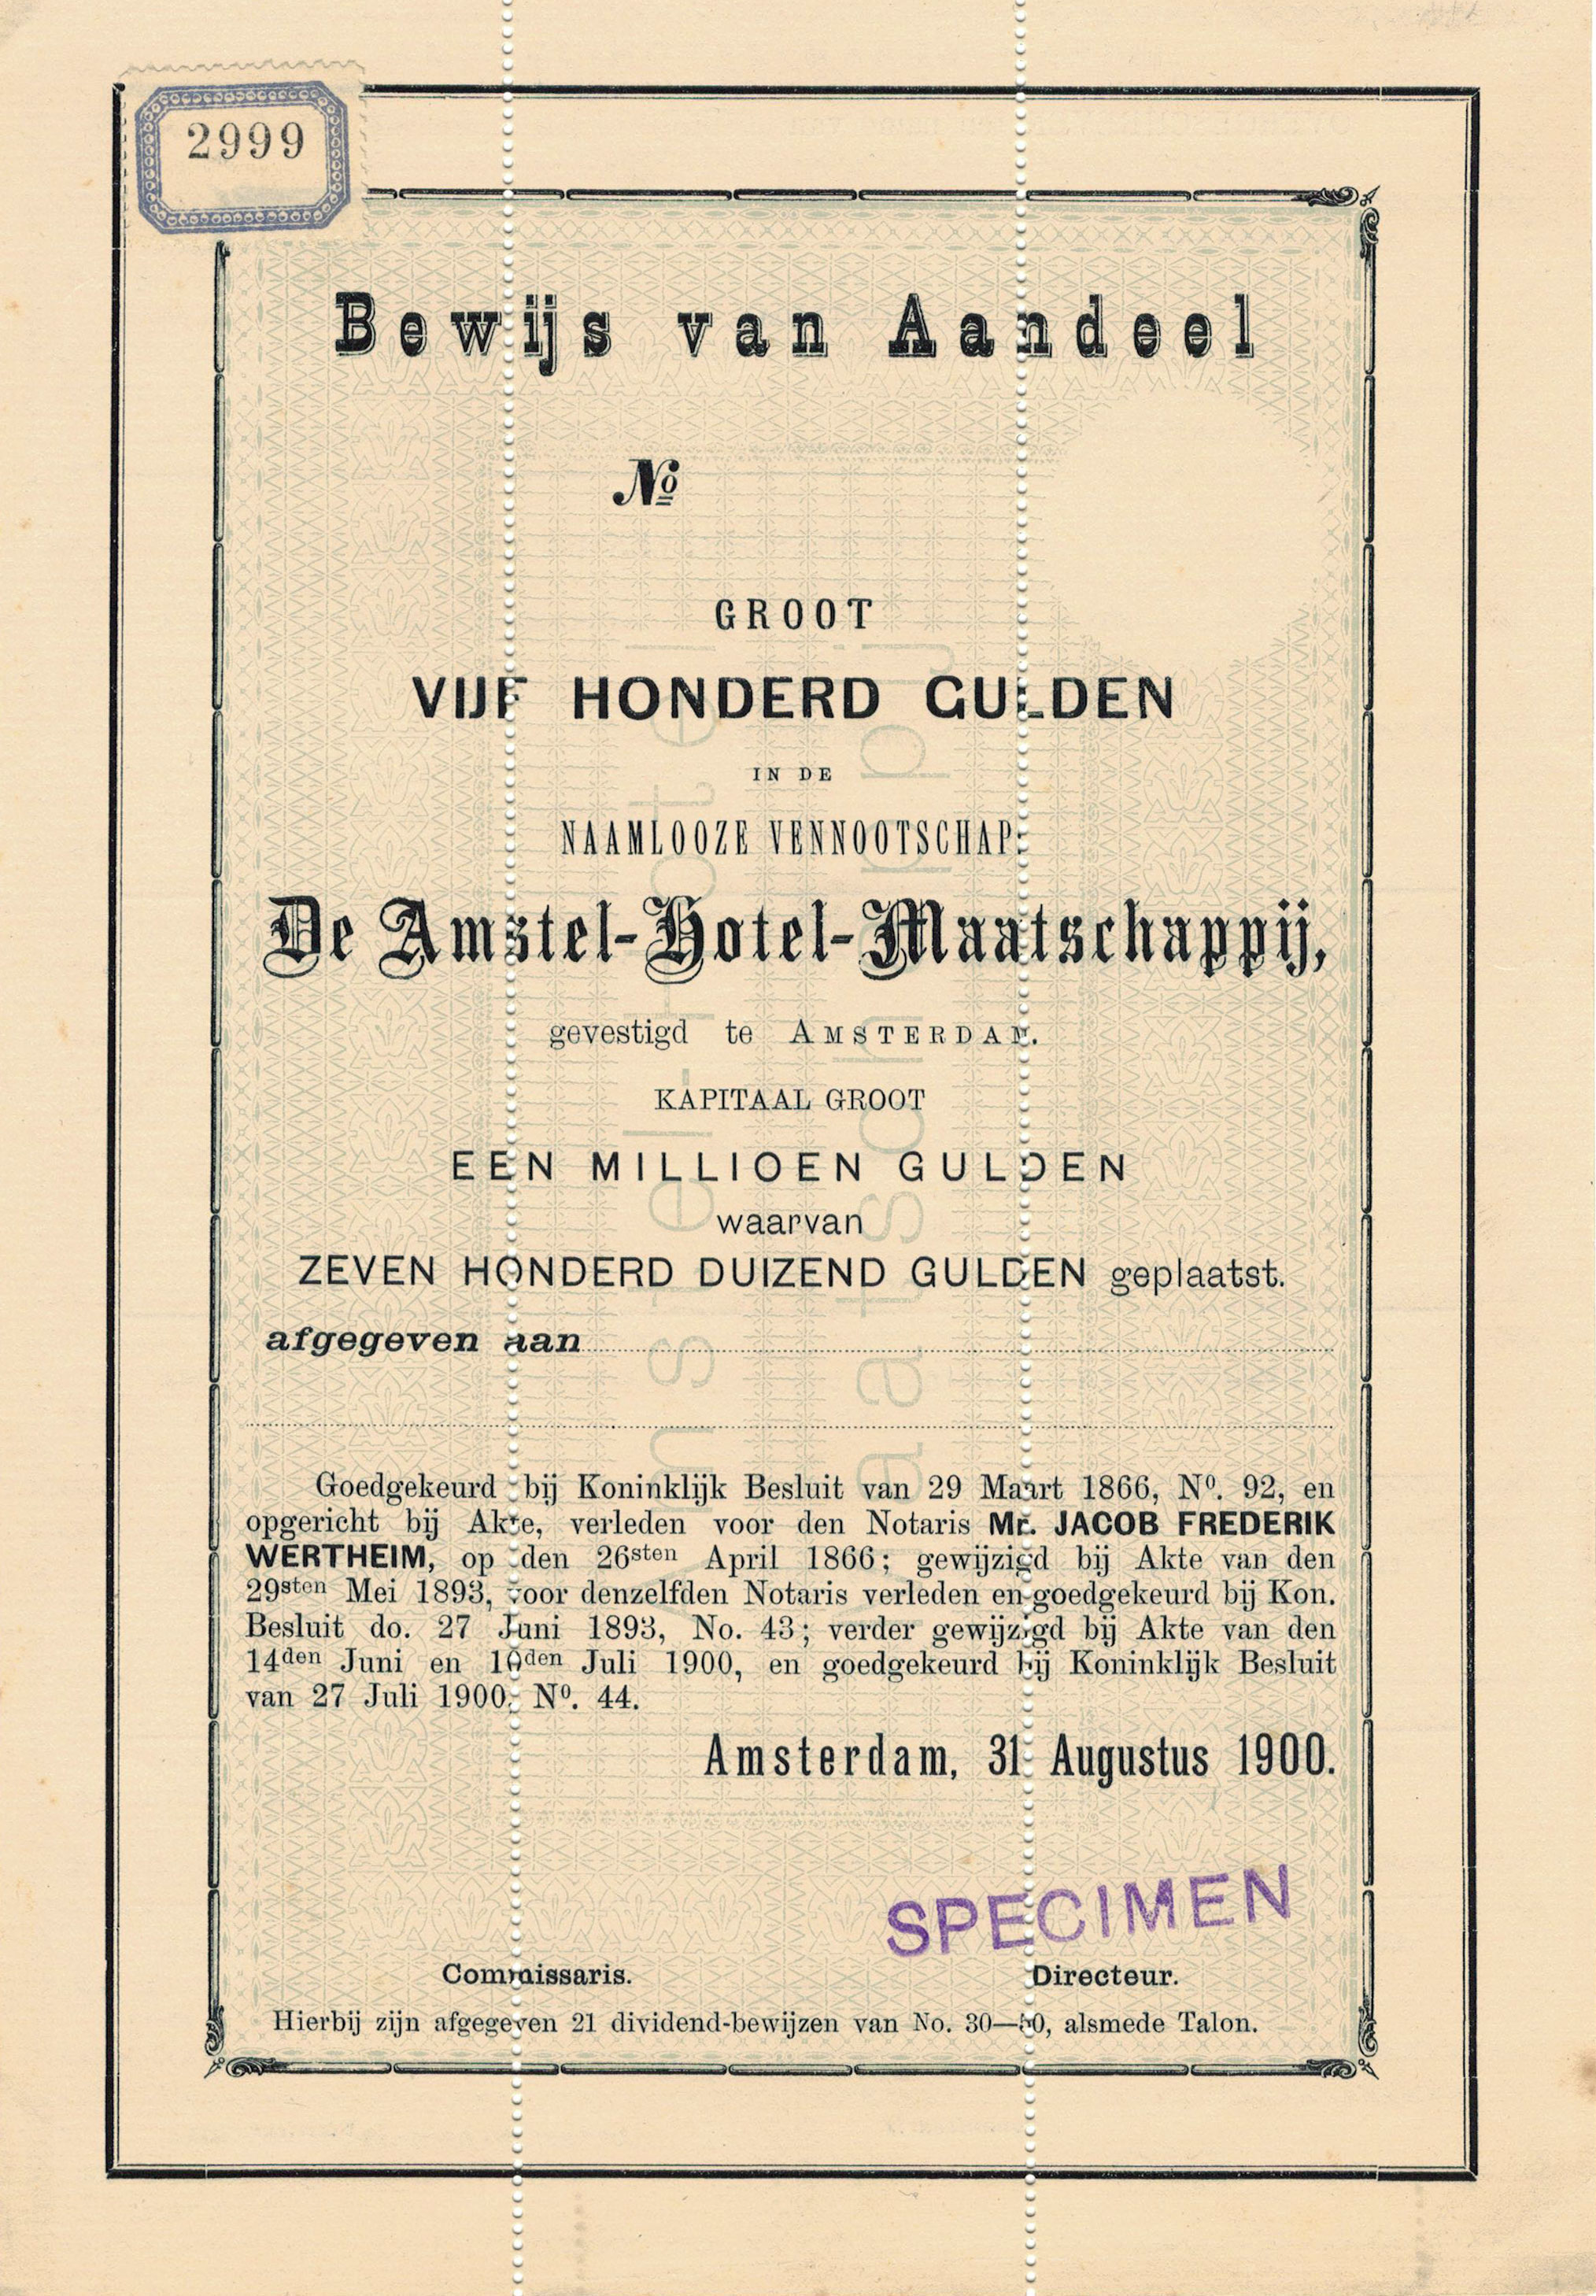 2999
Bewijs van Aandeel
Nº
GROOT
VIJF HONDERD GULDEN
IN DE
NAAMLOOZE VENNOOTSCHAP:
De Amstel-Hotel-Maatschappij,
gevestigd te AMSTERDAM.
KAPITAAL GROOT
EEN MILLIOEN GULDEN
waarvan
ZEVEN HONDERD DUIZEND GULDEN geplaatst.
afgegeven aan
Goedgekeurd bij Koninklijk Besluit van 29 Maart 1866, Nº. 92, en
opgericht bij Akte, verleden voor den Notaris Mr. JACOB FREDERIK
WERTHEIM, op den 26sten April 1866; gewijzigd bij Akte van den
29sten Mei 1893, voor denzelfden Notaris verleden en goedgekeurd bij Kon.
Besluit do. 27 Juni 1893, No. 43; verder gewijzigd bij Akte van den
14den Juni en 10den Juli 1900, en goedgekeurd bij Koninklijk Besluit
van 27 Juli 1900, Nº. 44.
Amsterdam, 31 Augustus 1900.
SPECIMEN
Commissaris. Directeur.
Hierbij zijn afgegeven 21 dividend-bewijzen van No. 30—50, alsmede Talon.